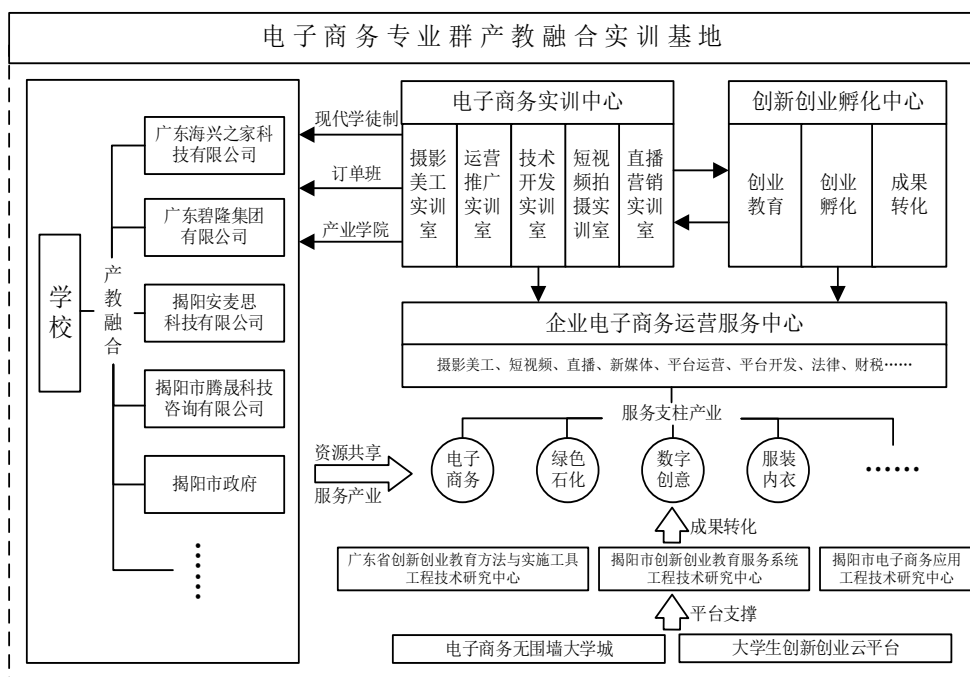 电子商务专业群产教融合实训基地
学校
产教融合
广东海兴之家科
技有限公司
广东碧隆集团
有限公司
揭阳安麦思
科技有限公司
揭阳市腾晟科技
咨询有限公司
揭阳市政府
……
现代学徒制
订单班
产业学院
电子商务实训中心
摄影
美工
实训
室
运营
推广
实训
室
技术
开发
实训
室
短视
频拍
摄实
训室
直播
营销
实训
室
创新创业孵化中心
创业
教育
创业
孵化
成果
转化
企业电子商务运营服务中心
摄影美工、短视频、直播、新媒体、平台运营、平台开发、法律、财税……
服务支柱产业
资源共享
服务产业
电子
商务
绿色
石化
数字
创意
服装
内衣
……
成果转化
广东省创新创业教育方法与实施工具
工程技术研究中心
揭阳市创新创业教育服务系统
工程技术研究中心
揭阳市电子商务应用
工程技术研究中心
平台支撑
电子商务无围墙大学城
大学生创新创业云平台